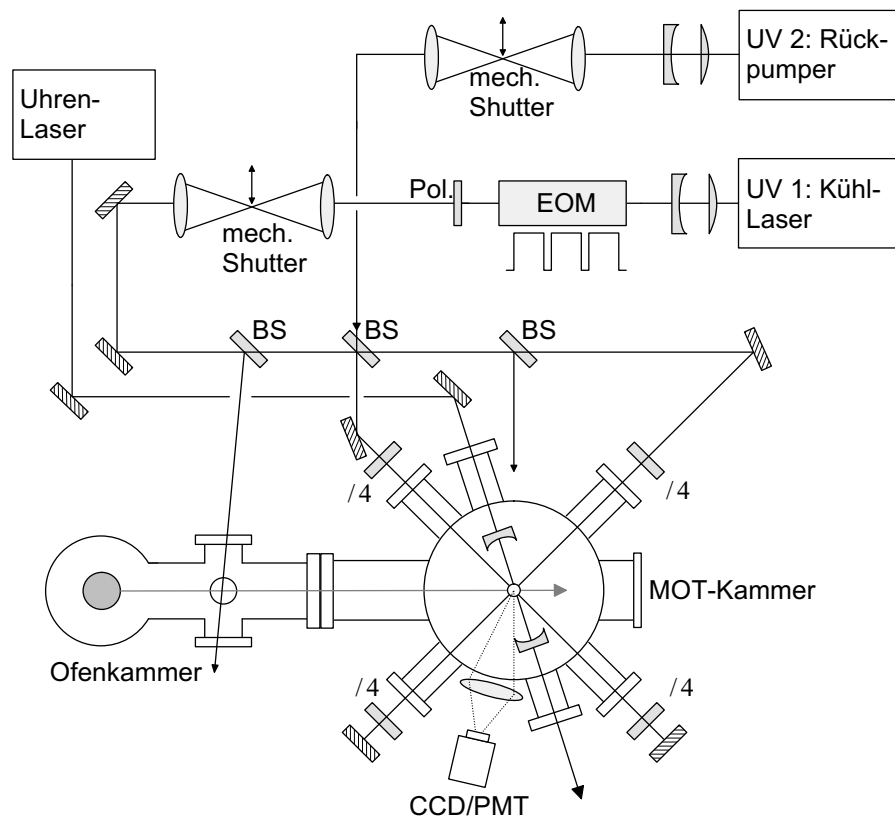 UV 2: Rück-
pumper
mech.
Shutter
Uhren-
Laser
UV 1: Kühl-
Laser
Pol.
EOM
mech.
Shutter
BS
BS
BS
/4
/4
MOT-Kammer
Ofenkammer
/4
/4
CCD/PMT